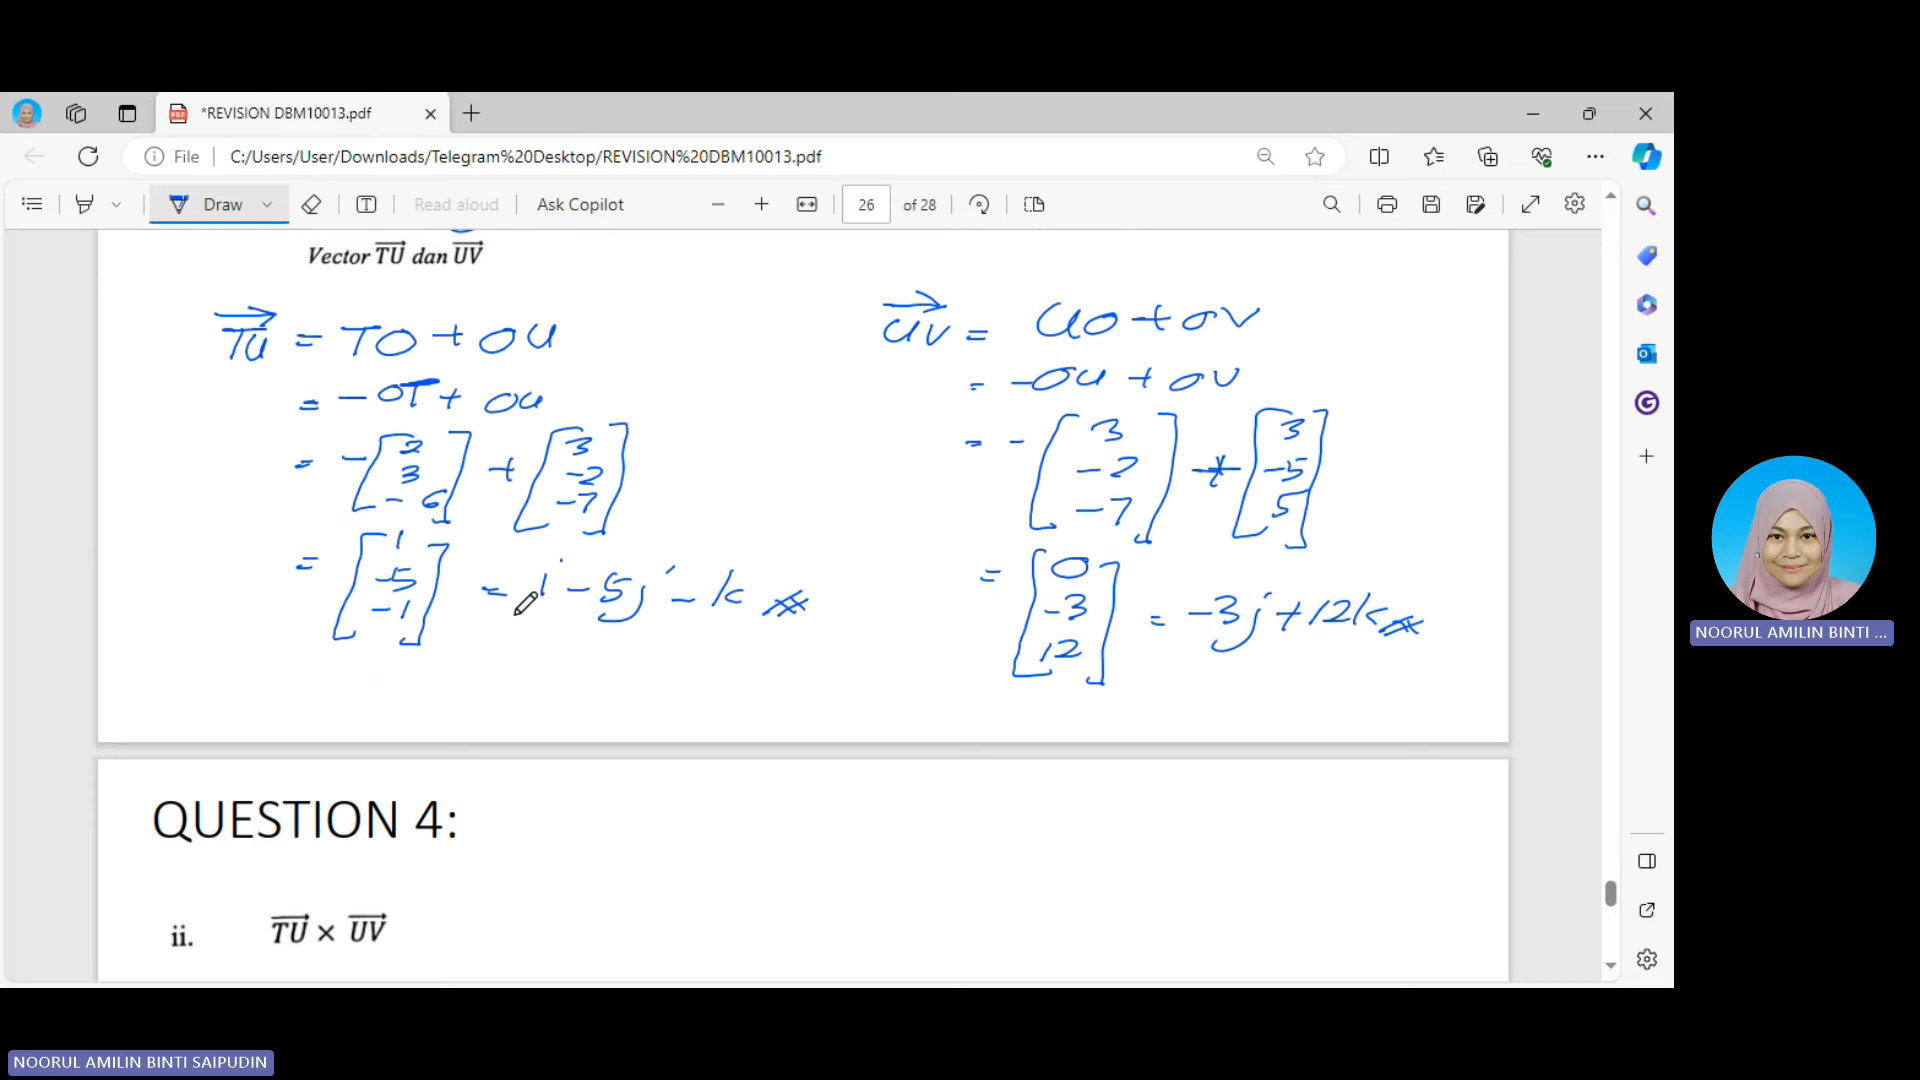 *REVISION DBM10013.pdf
File C:/Users/User/Downloads/Telegram%20Desktop/REVISION%20DBM10013.pdf
Draw Read aloud Ask Copilot 26 of 28
Vector TU dan UV
TU = TO + OU
= -OT + OU
= -[2 3 -6] + [3 -2 -7]
= [1 -5 -1] = i - 5j - k
UV = UO + OV
= -OU + OV
= -[3 -2 -7] + [3 -5 5]
= [0 -3 12] = -3j + 12k
QUESTION 4:
ii. TU × UV
NOORUL AMILIN BINTI ...
NOORUL AMILIN BINTI SAIPUDIN